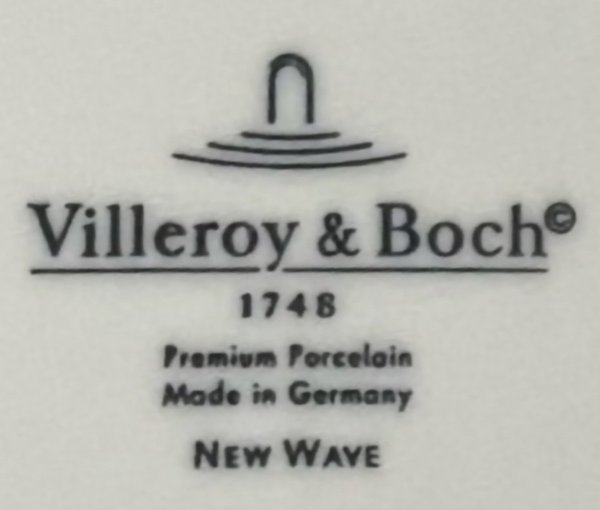 Villeroy & Boch©
1748
Premium Porcelain
Made in Germany
NEW WAVE